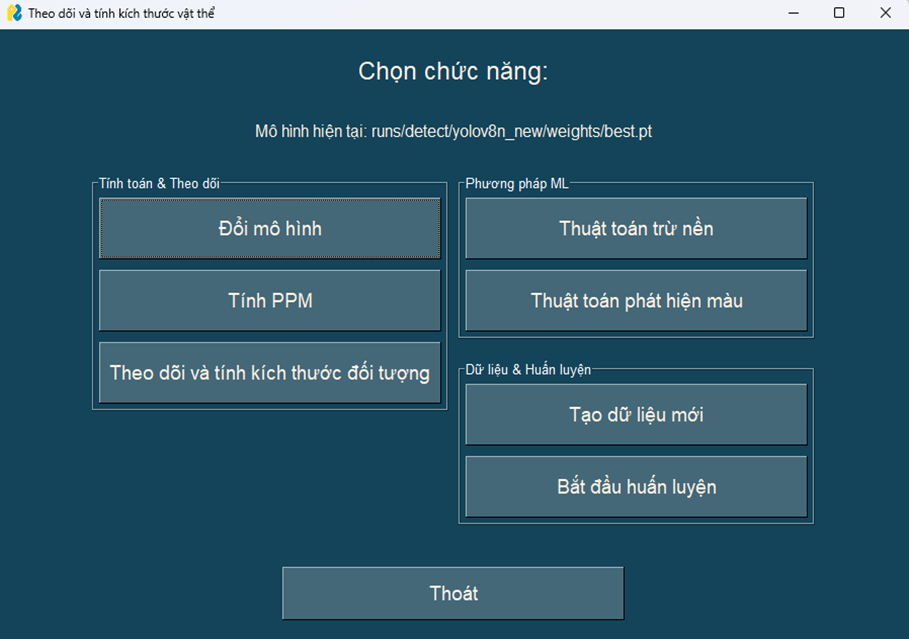 Theo dõi và tính kích thước vật thể
Chọn chức năng:
Mô hình hiện tại: runs/detect/yolov8n_new/weights/best.pt
Tính toán & Theo dõi
Đổi mô hình
Tính PPM
Theo dõi và tính kích thước đối tượng
Phương pháp ML
Thuật toán trừ nền
Thuật toán phát hiện màu
Dữ liệu & Huấn luyện
Tạo dữ liệu mới
Bắt đầu huấn luyện
Thoát